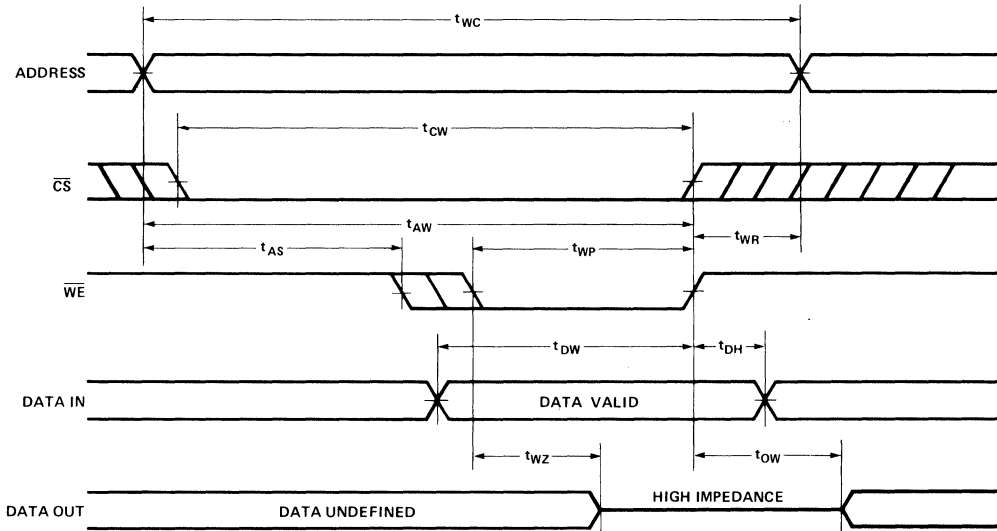 tWC
ADDRESS
tCW
CS
tAW
tAS
tWP
tWR
WE
tDW
tDH
DATA IN
DATA VALID
tWZ
tOW
DATA OUT
DATA UNDEFINED
HIGH IMPEDANCE